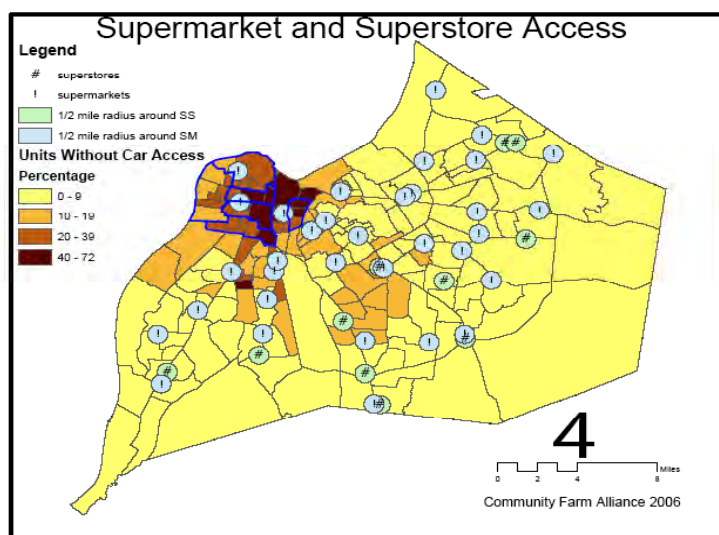 Supermarket and Superstore Access
Legend
# superstores
! supermarkets
1/2 mile radius around SS
1/2 mile radius around SM
Units Without Car Access
Percentage
0 - 9
10 - 19
20 - 39
40 - 72
4
0 2 4 8 Miles
Community Farm Alliance 2006